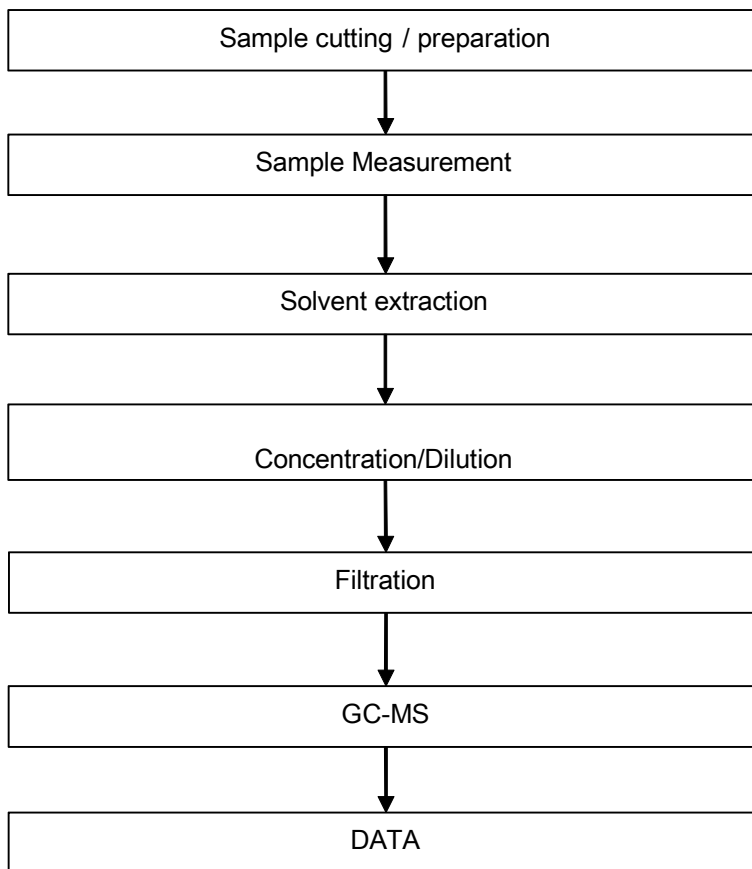 Sample cutting / preparation
Sample Measurement
Solvent extraction
Concentration/Dilution
Filtration
GC-MS
DATA